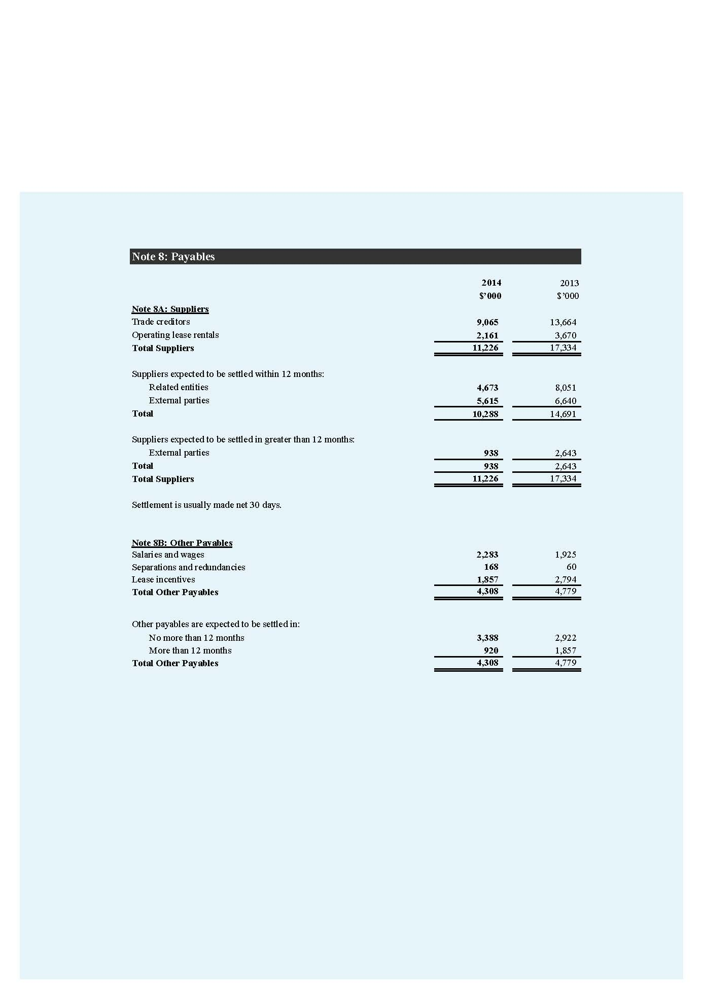 Note 8: Payables
2014 2013
$’000 $’000
Note 8A: Suppliers
Trade creditors 9,065 13,664
Operating lease rentals 2,161 3,670
Total Suppliers 11,226 17,334
Suppliers expected to be settled within 12 months:
Related entities 4,673 8,051
External parties 5,615 6,640
Total 10,288 14,691
Suppliers expected to be settled in greater than 12 months:
External parties 938 2,643
Total 938 2,643
Total Suppliers 11,226 17,334
Settlement is usually made net 30 days.
Note 8B: Other Payables
Salaries and wages 2,283 1,925
Separations and redundancies 168 60
Lease incentives 1,857 2,794
Total Other Payables 4,308 4,779
Other payables are expected to be settled in:
No more than 12 months 3,388 2,922
More than 12 months 920 1,857
Total Other Payables 4,308 4,779